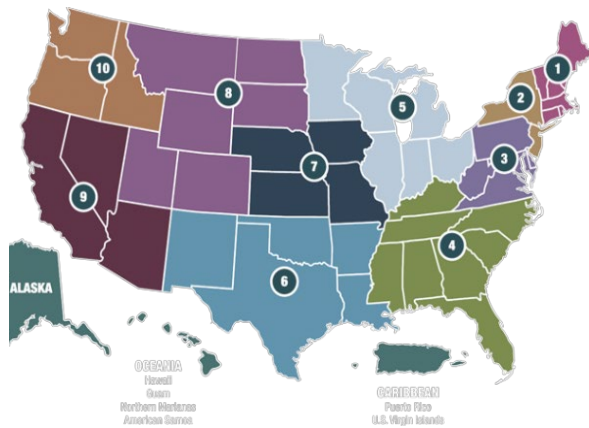 1
2
10
8
5
3
7
9
4
6
ALASKA
OCEANIA
Hawaii
Guam
Northern Marianas
American Samoa
CARIBBEAN
Puerto Rico
U.S. Virgin Islands